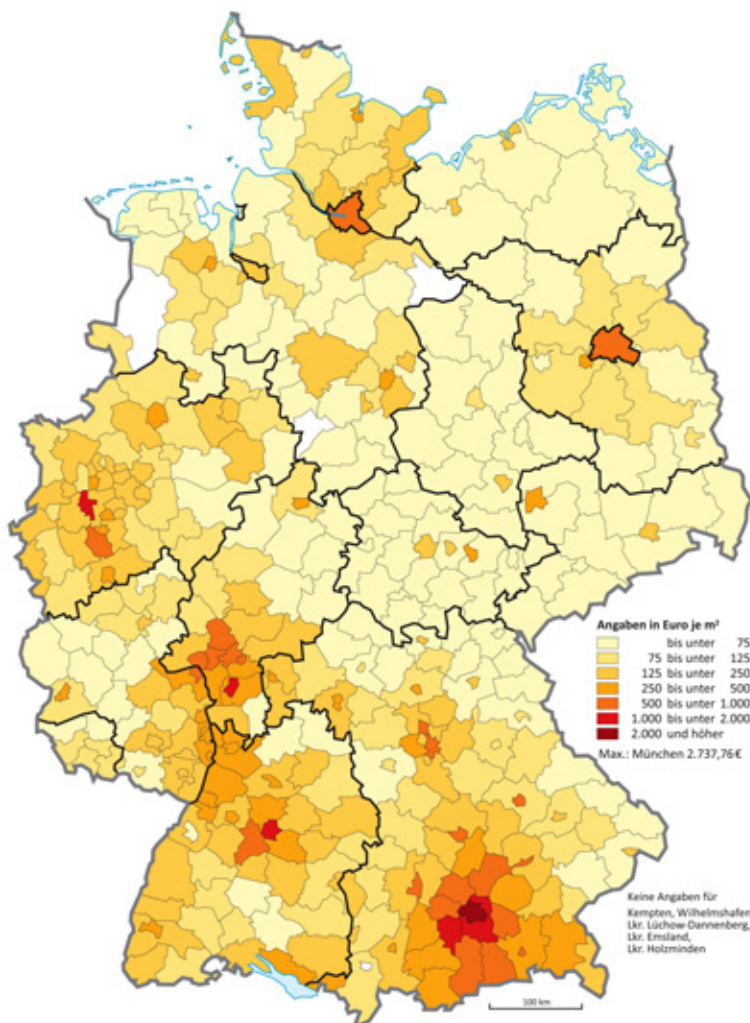 Angaben in Euro je m²
bis unter 75
75 bis unter 125
125 bis unter 250
250 bis unter 500
500 bis unter 1.000
1.000 bis unter 2.000
2.000 und höher
Max.: München 2.737,76€
Keine Angaben für
Kempten, Wilhelmshafen
Lkr. Lüchow-Dannenberg,
Lkr. Emsland,
Lkr. Holzminden
100 km